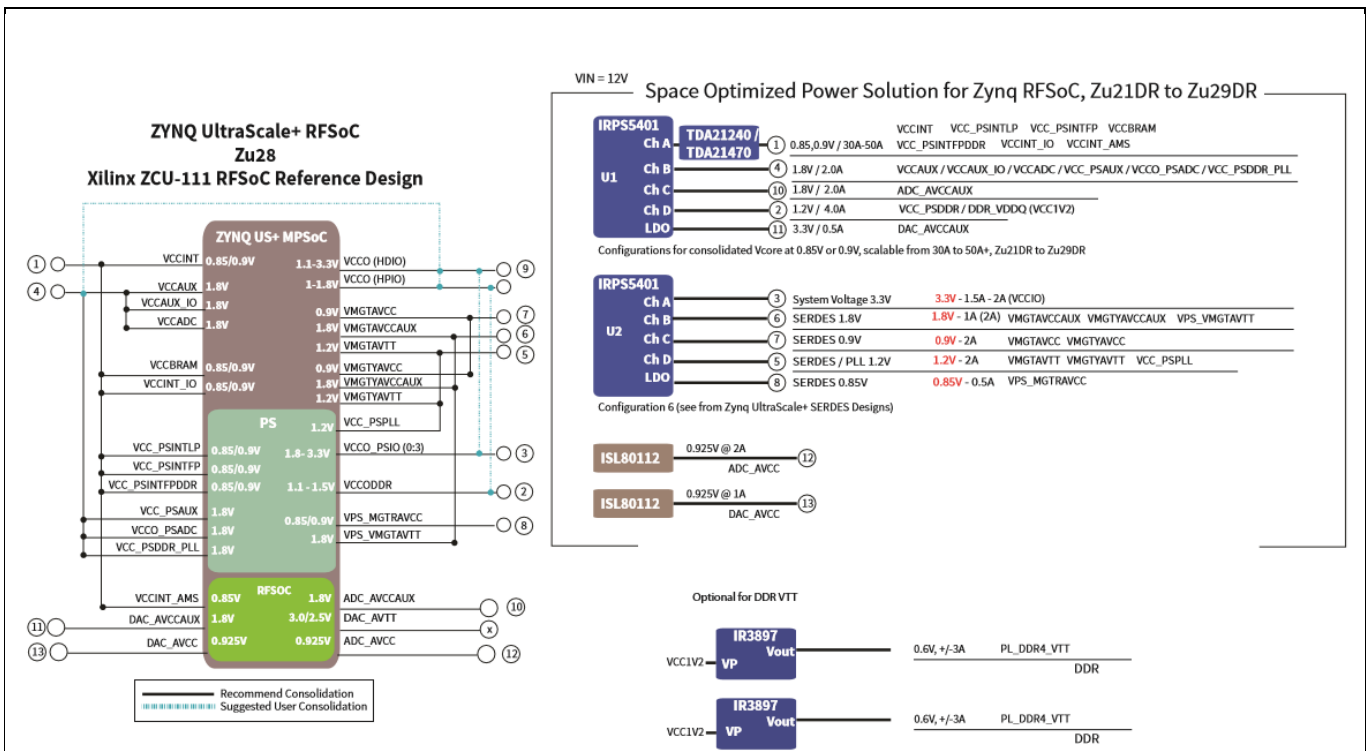 ZYNQ UltraScale+ RFSoC
Zu28
Xilinx ZCU-111 RFSoC Reference Design
ZYNQ US+ MPSoC
1
VCCINT
0.85/0.9V
1.1-3.3V
VCCO (HDIO)
9
4
VCCAUX
1.8V
1-1.8V
VCCO (HPIO)
VCCAUX_IO
1.8V
0.9V
VMGTAVCC
7
VCCADC
1.8V
1.8V
VMGTAVCCAUX
6
1.2V
VMGTAVTT
5
VCCBRAM
0.85/0.9V
0.9V
VMGTYAVCC
VCCINT_IO
0.85/0.9V
1.8V
VMGTYAVCCAUX
1.2V
VMGTYAVTT
PS
1.2V
VCC_PSPLL
VCC_PSINTLP
0.85/0.9V
1.8- 3.3V
VCCO_PSIO (0:3)
3
VCC_PSINTFP
0.85/0.9V
VCC_PSINTFPDDR
0.85/0.9V
1.1 - 1.5V
VCCODDR
2
VCC_PSAUX
1.8V
0.85/0.9V
VPS_MGTRAVCC
8
VCCO_PSADC
1.8V
1.8V
VPS_VMGTAVTT
VCC_PSDDR_PLL
1.8V
RFSOC
VCCINT_AMS
0.85V
1.8V
ADC_AVCCAUX
10
11
DAC_AVCCAUX
1.8V
3.0/2.5V
DAC_AVTT
x
13
DAC_AVCC
0.925V
0.925V
ADC_AVCC
12
Recommend Consolidation
Suggested User Consolidation
VIN = 12V
Space Optimized Power Solution for Zynq RFSoC, Zu21DR to Zu29DR
IRPS5401
U1
Ch A
TDA21240 /
TDA21470
1
0.85,0.9V / 30A-50A
VCCINT VCC_PSINTLP VCC_PSINTFP VCCBRAM
VCC_PSINTFPDDR VCCINT_IO VCCINT_AMS
Ch B
4
1.8V / 2.0A
VCCAUX / VCCAUX_IO / VCCADC / VCC_PSAUX / VCCO_PSADC / VCC_PSDDR_PLL
Ch C
10
1.8V / 2.0A
ADC_AVCCAUX
Ch D
2
1.2V / 4.0A
VCC_PSDDR / DDR_VDDQ (VCC1V2)
LDO
11
3.3V / 0.5A
DAC_AVCCAUX
Configurations for consolidated Vcore at 0.85V or 0.9V, scalable from 30A to 50A+, Zu21DR to Zu29DR
IRPS5401
U2
Ch A
3
System Voltage 3.3V
3.3V - 1.5A - 2A (VCCIO)
Ch B
6
SERDES 1.8V
1.8V - 1A (2A) VMGTAVCCAUX VMGTYAVCCAUX VPS_VMGTAVTT
Ch C
7
SERDES 0.9V
0.9V - 2A
VMGTAVCC VMGTYAVCC
Ch D
5
SERDES / PLL 1.2V
1.2V - 2A
VMGTAVTT VMGTYAVTT VCC_PSPLL
LDO
8
SERDES 0.85V
0.85V - 0.5A
VPS_MGTRAVCC
Configuration 6 (see from Zynq UltraScale+ SERDES Designs)
ISL80112
0.925V @ 2A
ADC_AVCC
12
ISL80112
0.925V @ 1A
DAC_AVCC
13
Optional for DDR VTT
IR3897
Vout
VCC1V2
VP
0.6V, +/-3A
PL_DDR4_VTT
DDR
IR3897
Vout
VCC1V2
VP
0.6V, +/-3A
PL_DDR4_VTT
DDR